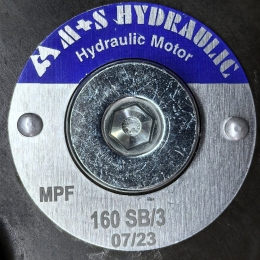 M+S HYDRAULIC
Hydraulic Motor
MPF
160 SB/3
07/23